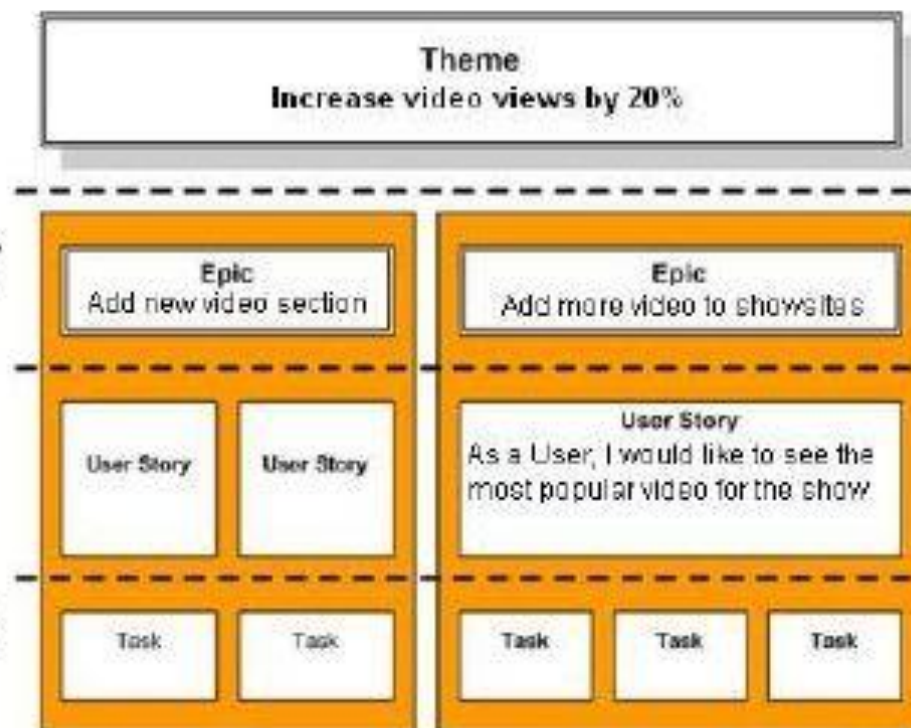 Theme
Increase video views by 20%
Epic
Add new video section
Epic
Add more video to showsites
User Story
User Story
User Story
As a User, I would like to see the
most popular video for the show
Task
Task
Task
Task
Task